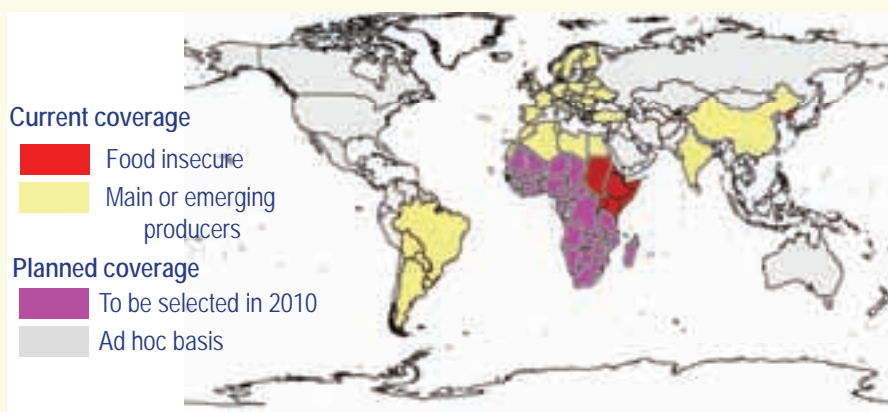 Current coverage
Food insecure
Main or emerging
producers
Planned coverage
To be selected in 2010
Ad hoc basis